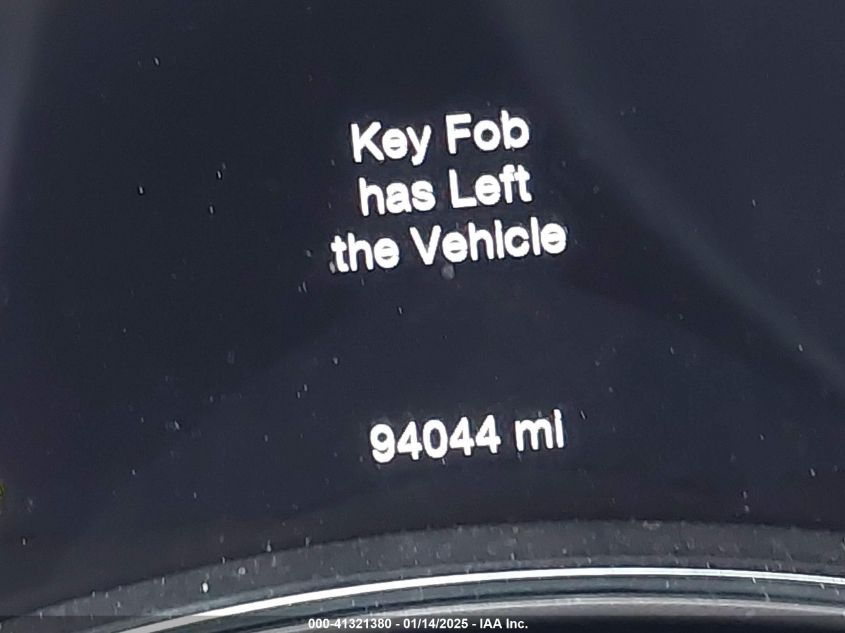 Key Fob
has Left
the Vehicle
94044 mi
000-41321380 - 01/14/2025 - IAA Inc.